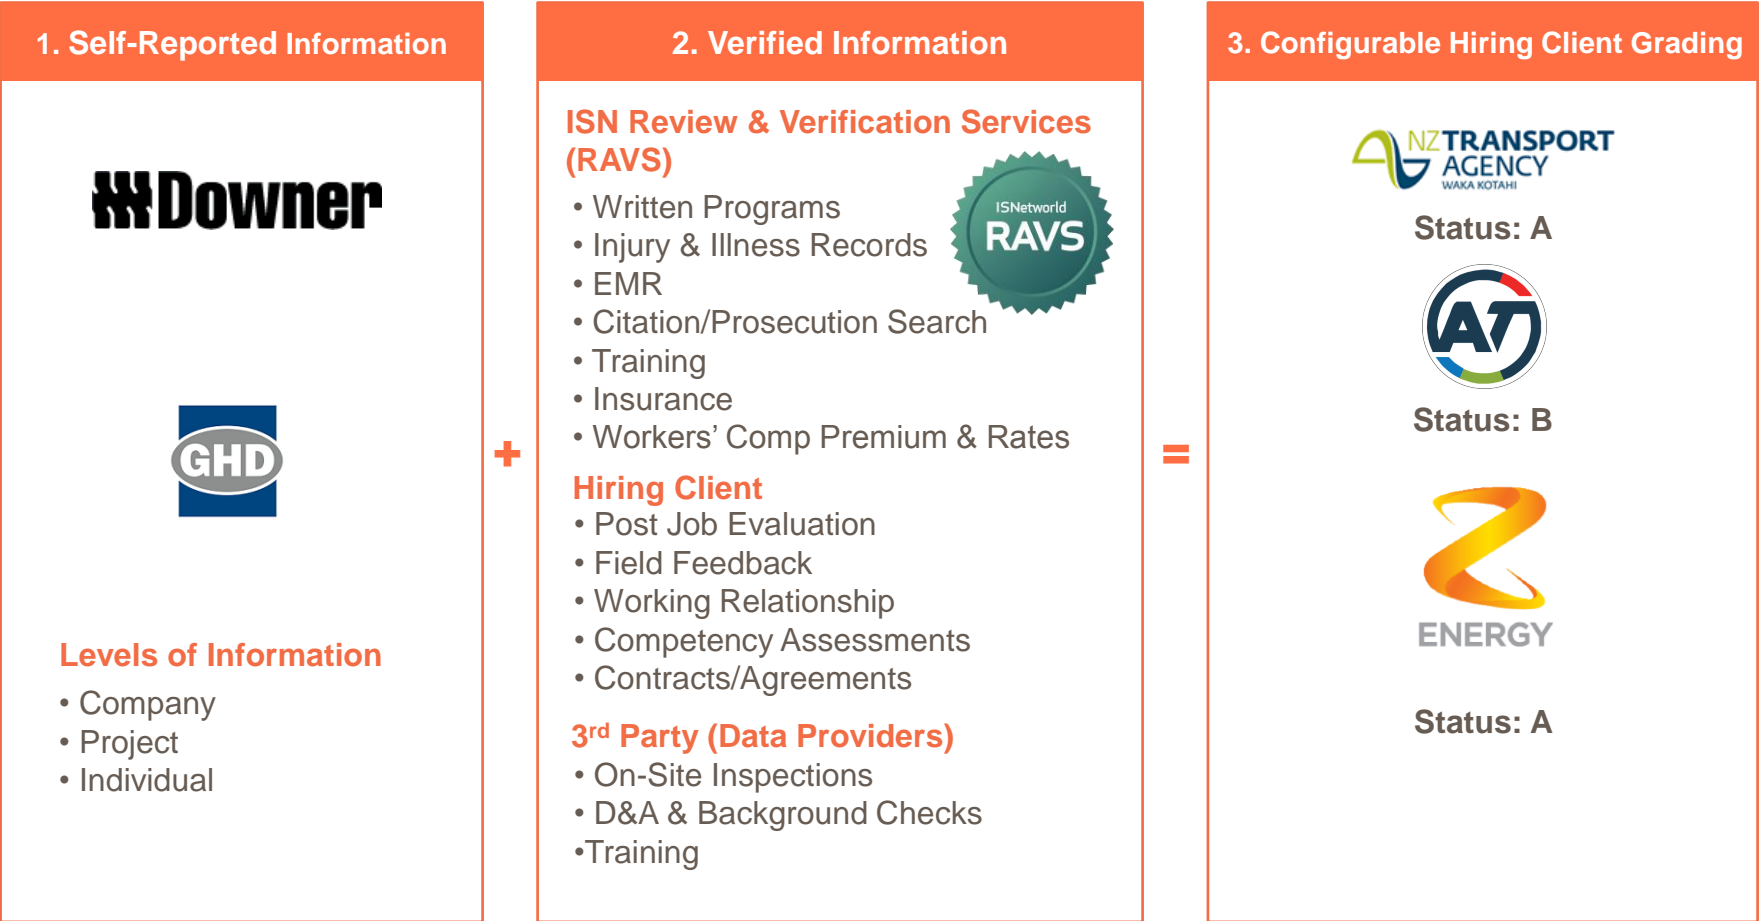 1. Self-Reported Information
Downer
GHD
Levels of Information
• Company
• Project
• Individual
+
2. Verified Information
ISN Review & Verification Services
(RAVS)
• Written Programs
• Injury & Illness Records
• EMR
• Citation/Prosecution Search
• Training
• Insurance
• Workers’ Comp Premium & Rates
ISNetworld
RAVS
Hiring Client
• Post Job Evaluation
• Field Feedback
• Working Relationship
• Competency Assessments
• Contracts/Agreements
3rd Party (Data Providers)
• On-Site Inspections
• D&A & Background Checks
•Training
=
3. Configurable Hiring Client Grading
NZTRANSPORT
AGENCY
WAKA KOTAHI
Status: A
AT
Status: B
Z
ENERGY
Status: A